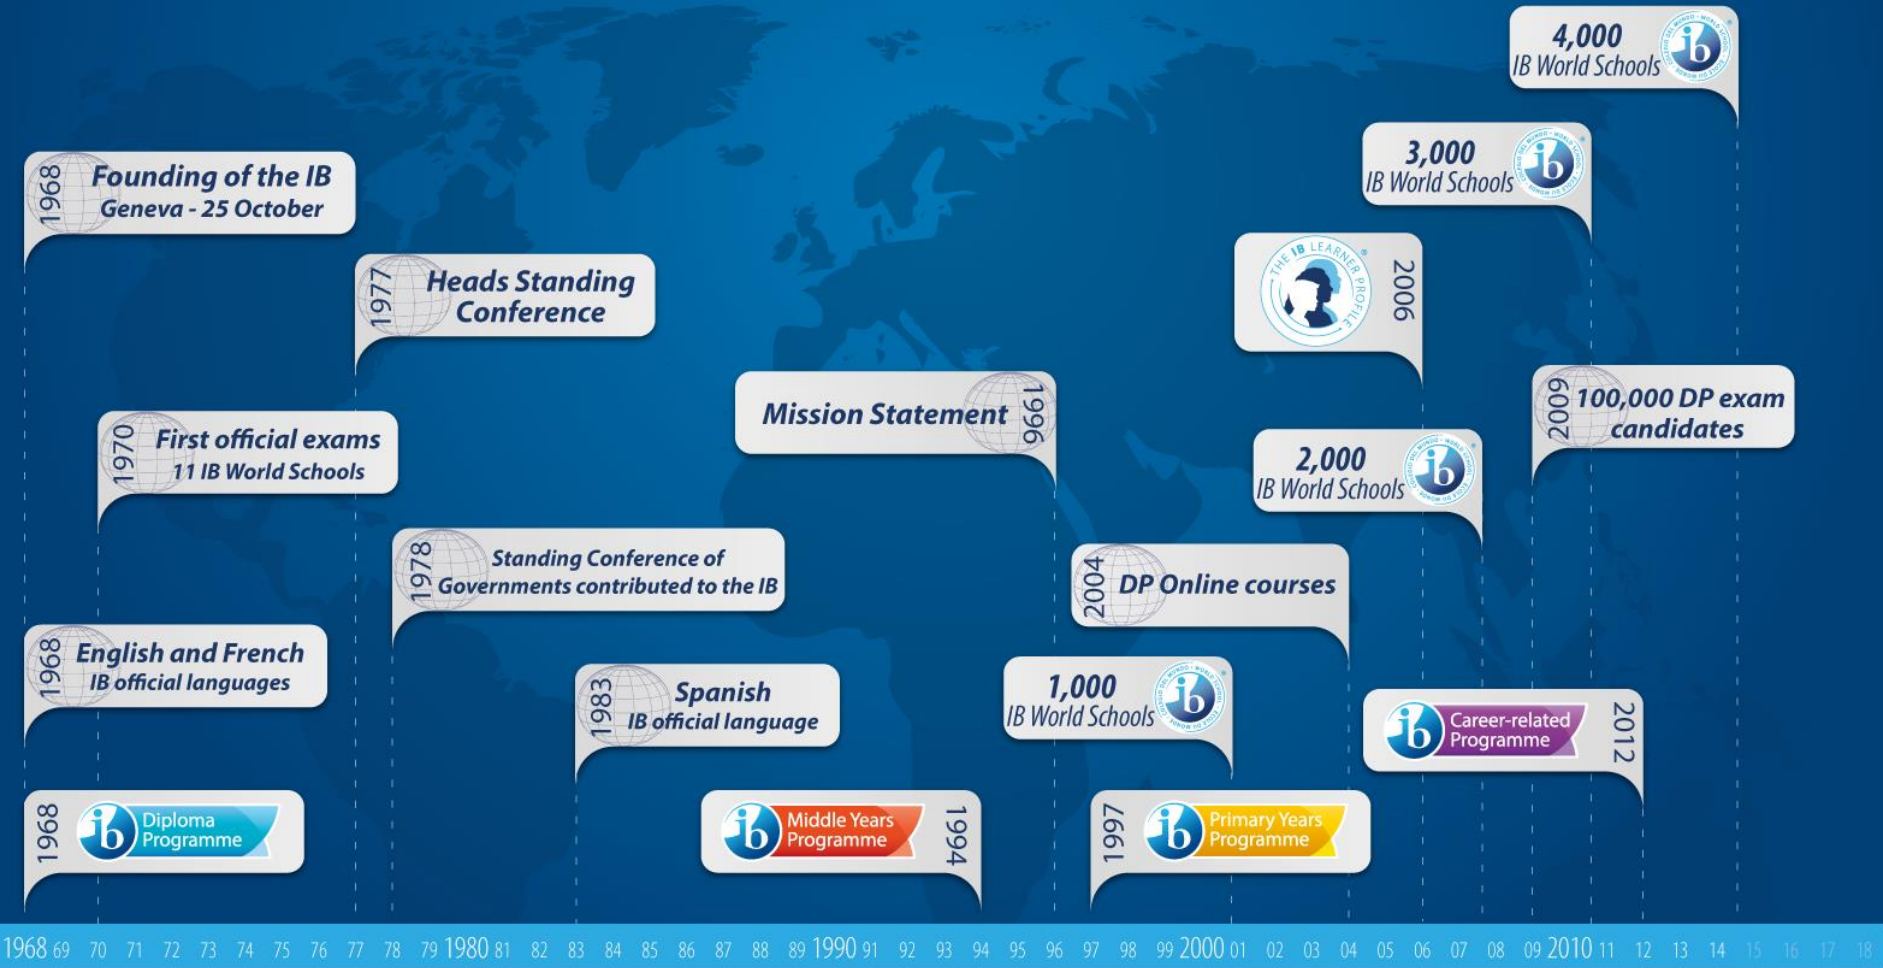 4,000
IB World Schools
3,000
IB World Schools
1968
Founding of the IB
Geneva - 25 October
THE IB LEARNER PROFILE
2006
1977
Heads Standing
Conference
2009
100,000 DP exam
candidates
Mission Statement
1996
1970
First official exams
11 IB World Schools
2,000
IB World Schools
1978
Standing Conference of
Governments contributed to the IB
2004
DP Online courses
1968
English and French
IB official languages
1983
Spanish
IB official language
1,000
IB World Schools
ib
Career-related
Programme
2012
1968
ib
Diploma
Programme
ib
Middle Years
Programme
1994
1997
ib
Primary Years
Programme
1968 69 70 71 72 73 74 75 76 77 78 79 1980 81 82 83 84 85 86 87 88 89 1990 91 92 93 94 95 96 97 98 99 2000 01 02 03 04 05 06 07 08 09 2010 11 12 13 14 15 16 17 18